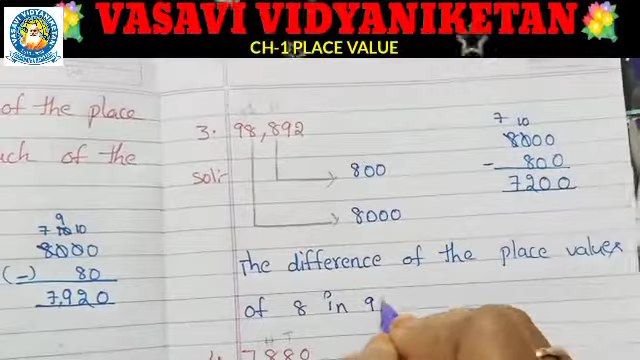 VASAVI VIDYANIKETAN
CH-1 PLACE VALUE
VASAVI VIDYANIKETAN
of the place
of the
9
7 10 10
8000
(-) 80
7,920
3. 98,892
Sol:-
800
8000
7 10
8000
- 800
7200
The difference of the place values
of 8 in 9
7880